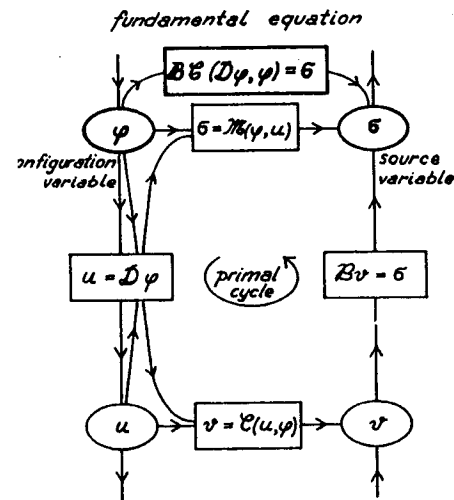 fundamental equation
ℬ𝒞(𝒟φ,φ)=σ
φ
σ=ℳ(φ,u)
σ
onfiguration variable
source variable
u=𝒟φ
primal cycle
ℬv=σ
u
v=𝒞(u,φ)
v